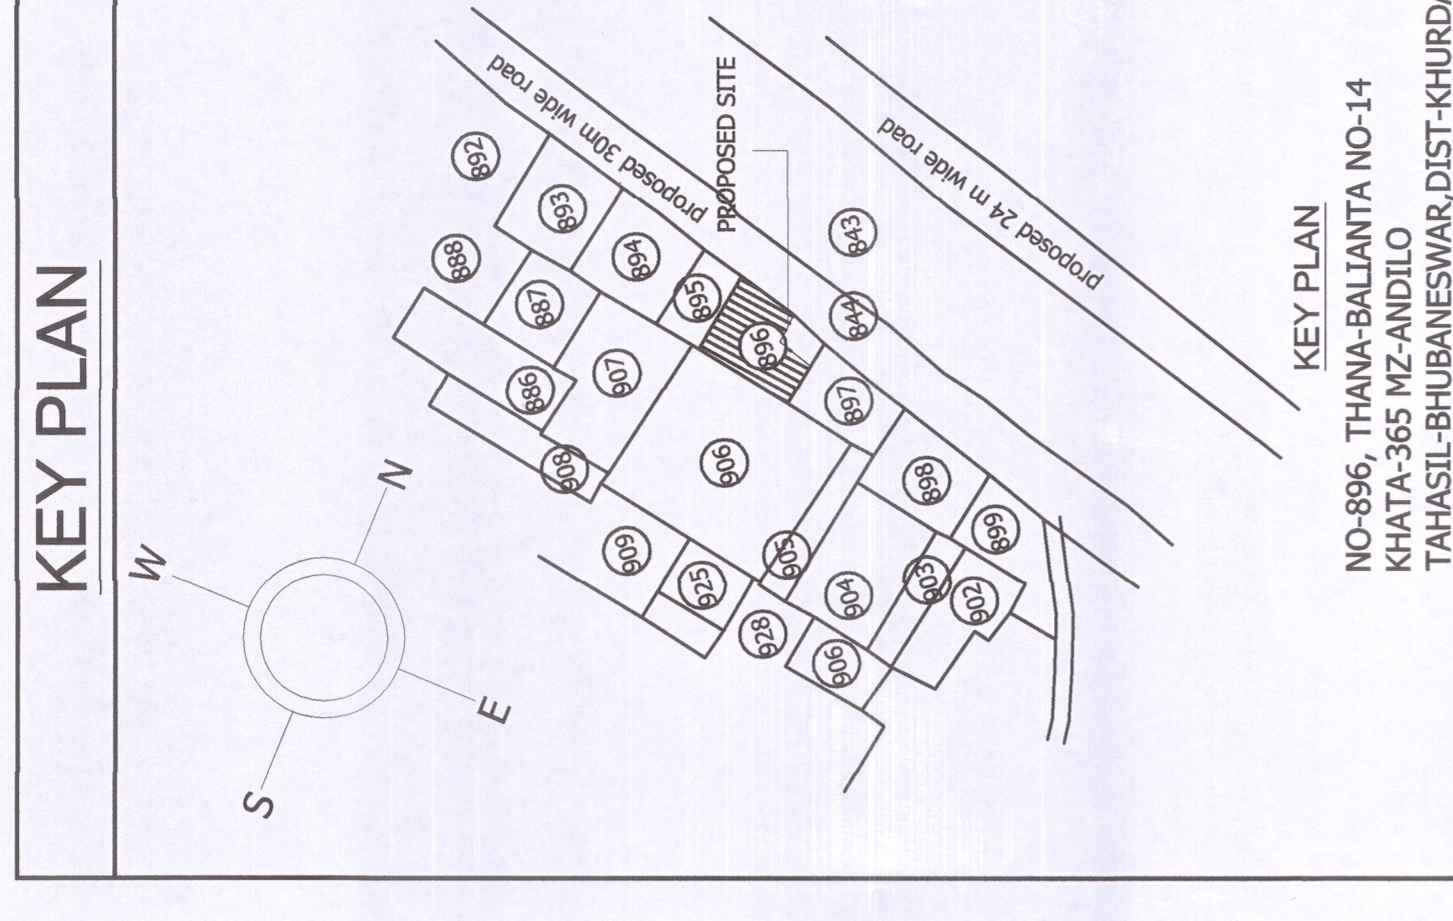 KEY PLAN
W
N
S
E
892
888
893
887
894
886
895
907
896
908
897
906
909
898
925
905
899
904
903
902
928
906
843
844
proposed 30m wide road
PROPOSED SITE
proposed 24 m wide road
KEY PLAN
NO-896, THANA-BALIANTA NO-14
KHATA-365 MZ-ANDILO
TAHASIL-BHUBANESWAR,DIST-KHURDA